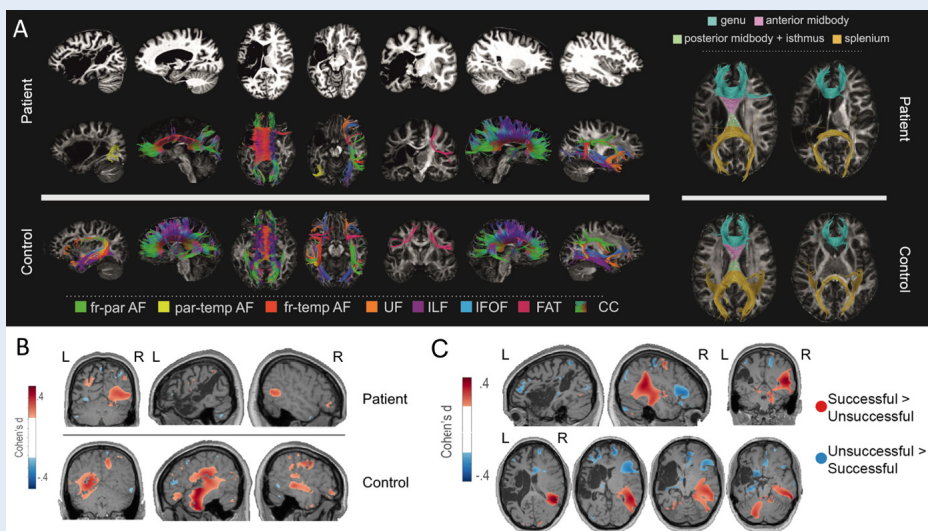 A
genu anterior midbody
posterior midbody + isthmus splenium
Patient
Patient
Control
Control
fr-par AF par-temp AF fr-temp AF UF ILF IFOF FAT CC
B
L R L R
.4
Cohen's d
-.4
Patient
Control
C
L R L R
.4
Cohen's d
-.4
L R
Successful >
Unsuccessful
Unsuccessful >
Successful